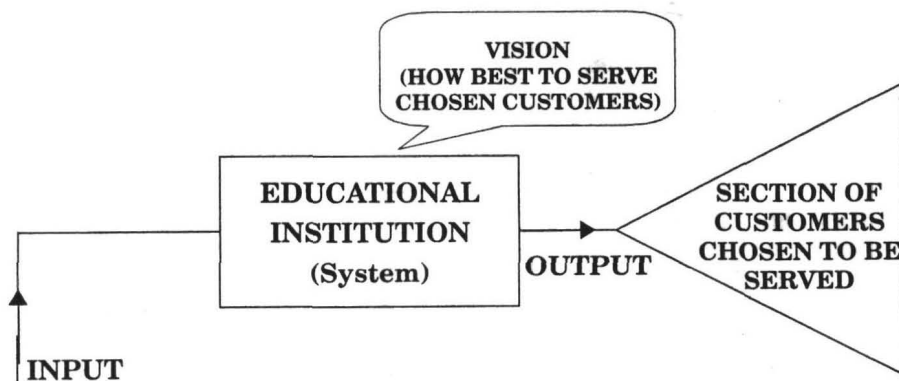 VISION
(HOW BEST TO SERVE
CHOSEN CUSTOMERS)
EDUCATIONAL
INSTITUTION
(System)
OUTPUT
SECTION OF
CUSTOMERS
CHOSEN TO BE
SERVED
INPUT